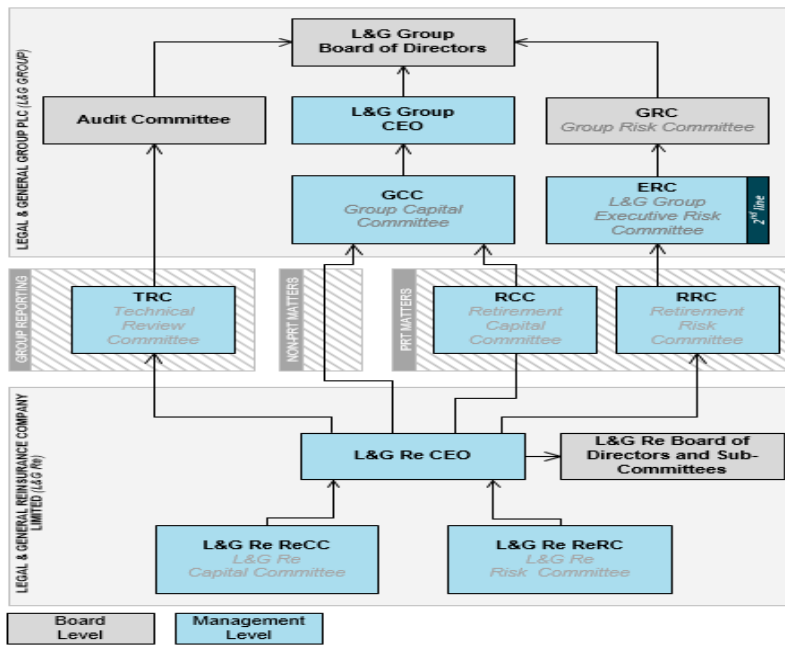 LEGAL & GENERAL GROUP PLC (L&G GROUP)
L&G Group
Board of Directors
Audit Committee
L&G Group
CEO
GRC
Group Risk Committee
GCC
Group Capital
Committee
ERC
L&G Group
Executive Risk
Committee
2nd line
GROUP REPORTING
TRC
Technical
Review
Committee
NON-PRT MATTERS
PRT MATTERS
RCC
Retirement
Capital
Committee
RRC
Retirement
Risk
Committee
LEGAL & GENERAL REINSURANCE COMPANY
LIMITED (L&G Re)
L&G Re CEO
L&G Re Board of
Directors and Sub-
Committees
L&G Re ReCC
L&G Re
Capital Committee
L&G Re ReRC
L&G Re
Risk Committee
Board
Level
Management
Level